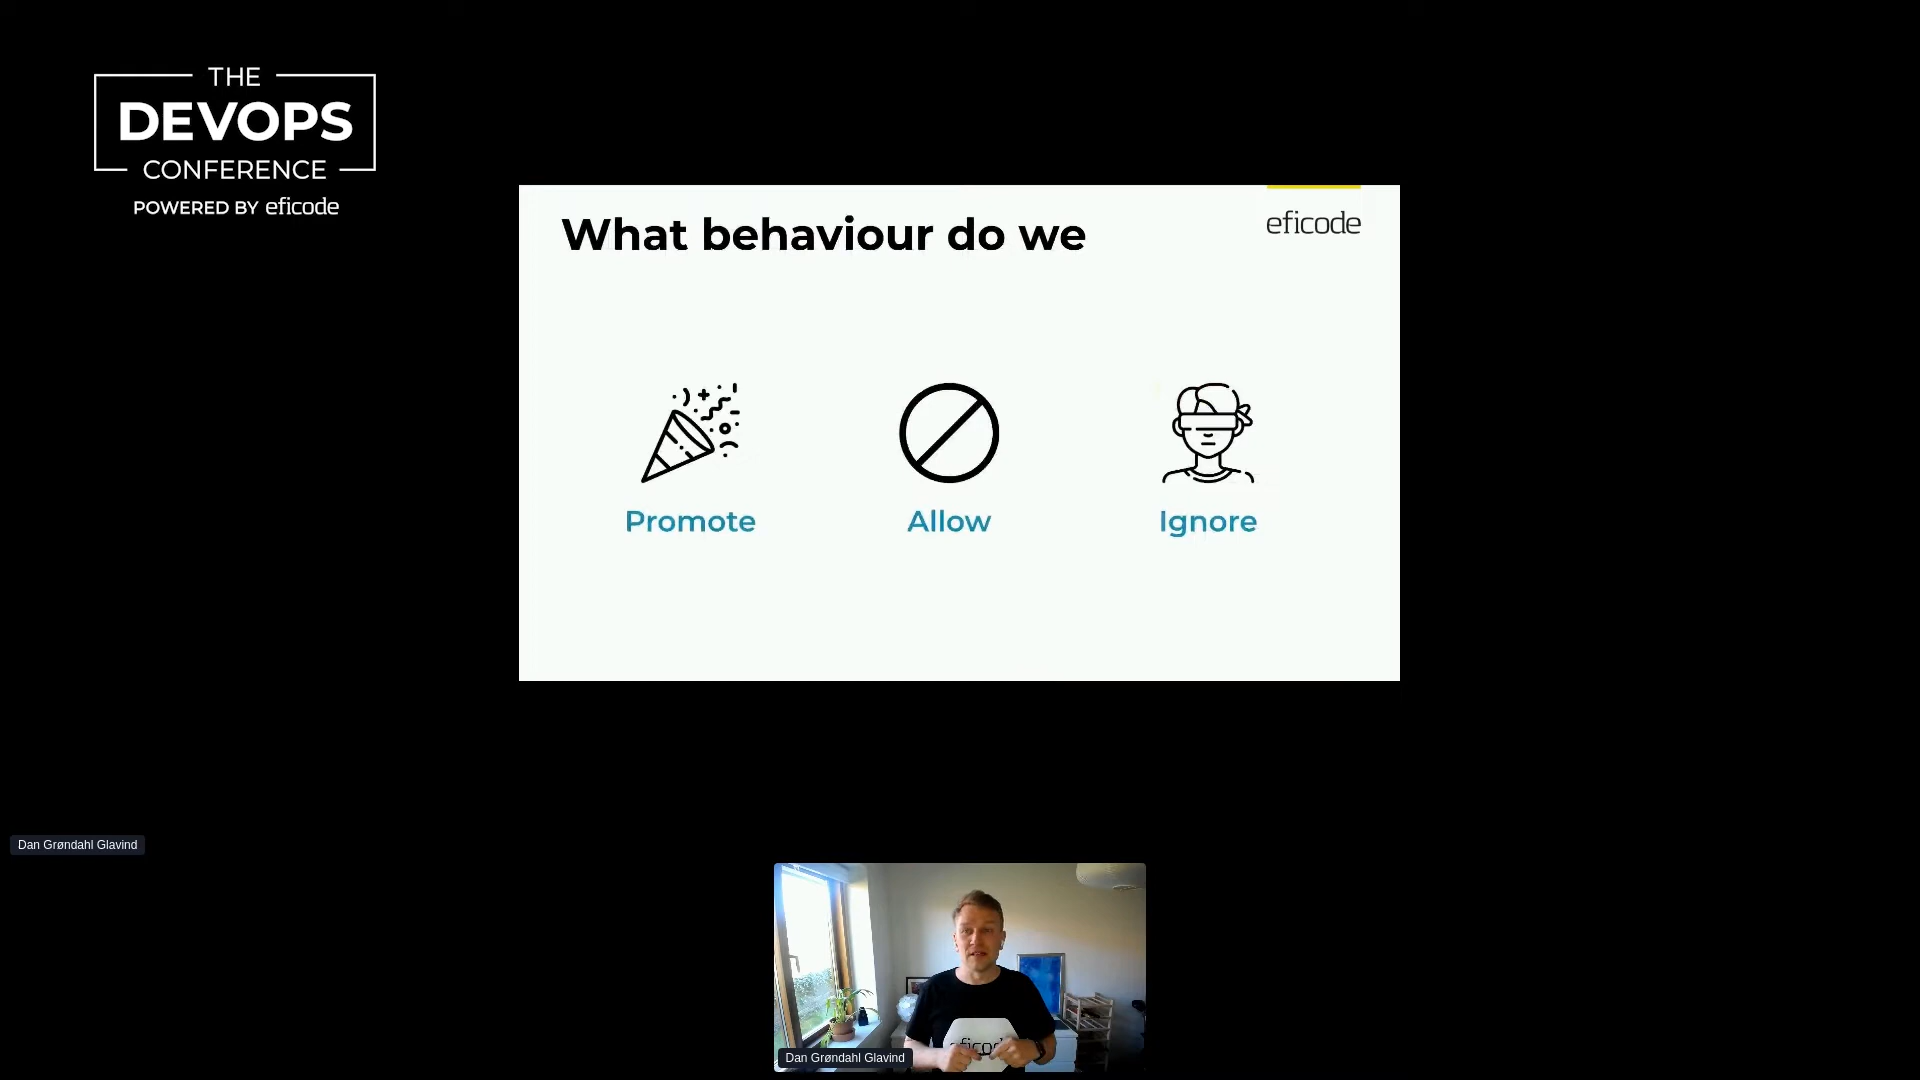 THE
DEVOPS
CONFERENCE
POWERED BY eficode
What behaviour do we
eficode
Promote
Allow
Ignore
Dan Grøndahl Glavind
eficode
Dan Grøndahl Glavind